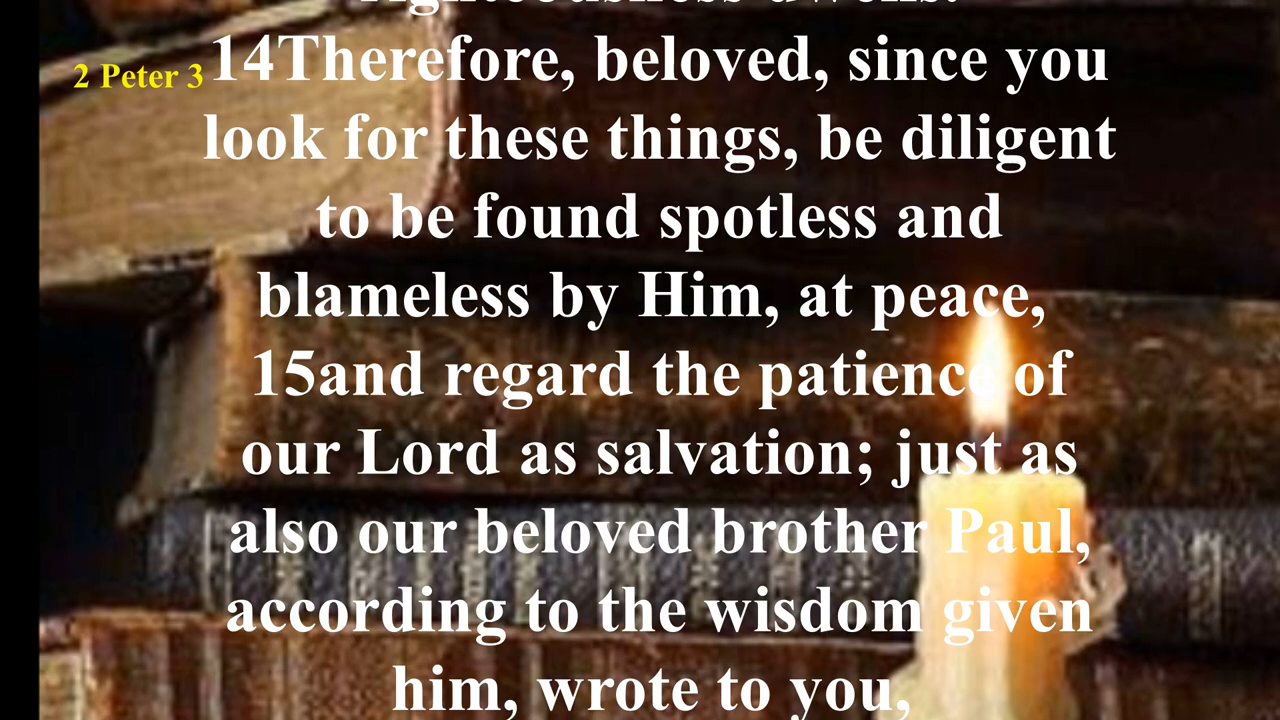 righteousness dwells.
2 Peter 3
14Therefore, beloved, since you
look for these things, be diligent
to be found spotless and
blameless by Him, at peace,
15and regard the patience of
our Lord as salvation; just as
also our beloved brother Paul,
according to the wisdom given
him, wrote to you,